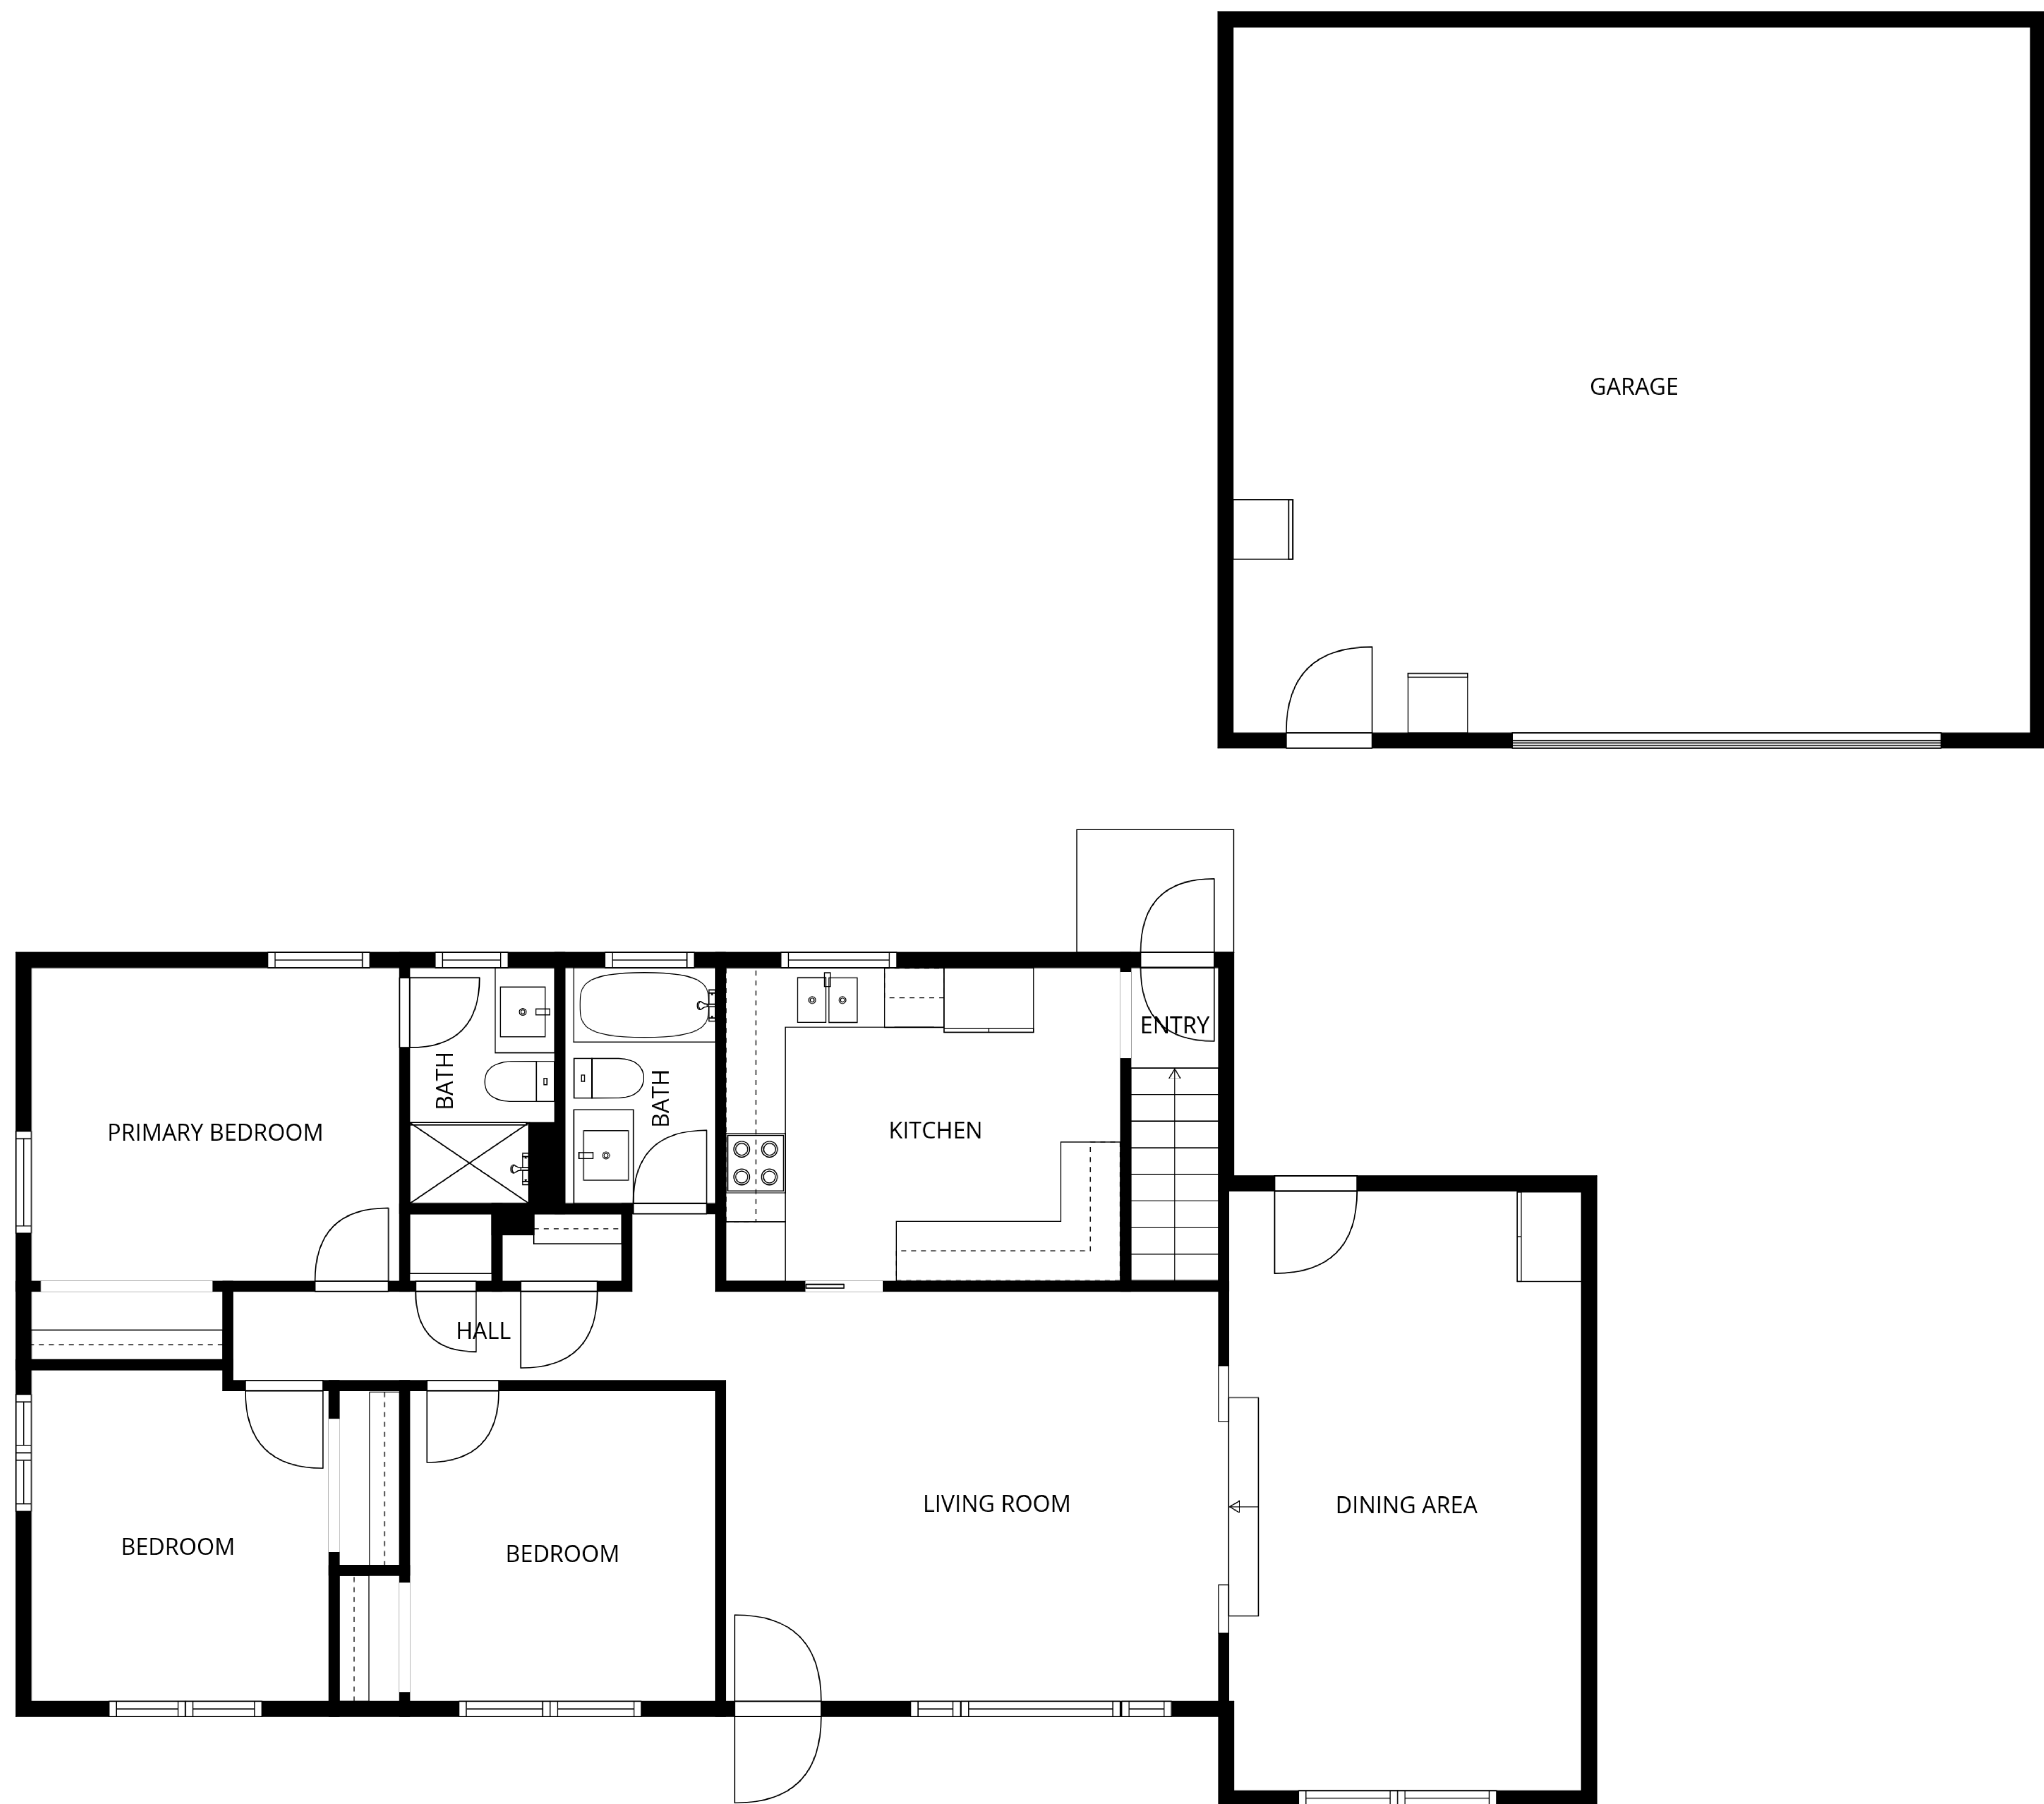 GARAGE
ENTRY
BATH
BATH
PRIMARY BEDROOM
KITCHEN
HALL
LIVING ROOM
DINING AREA
BEDROOM
BEDROOM